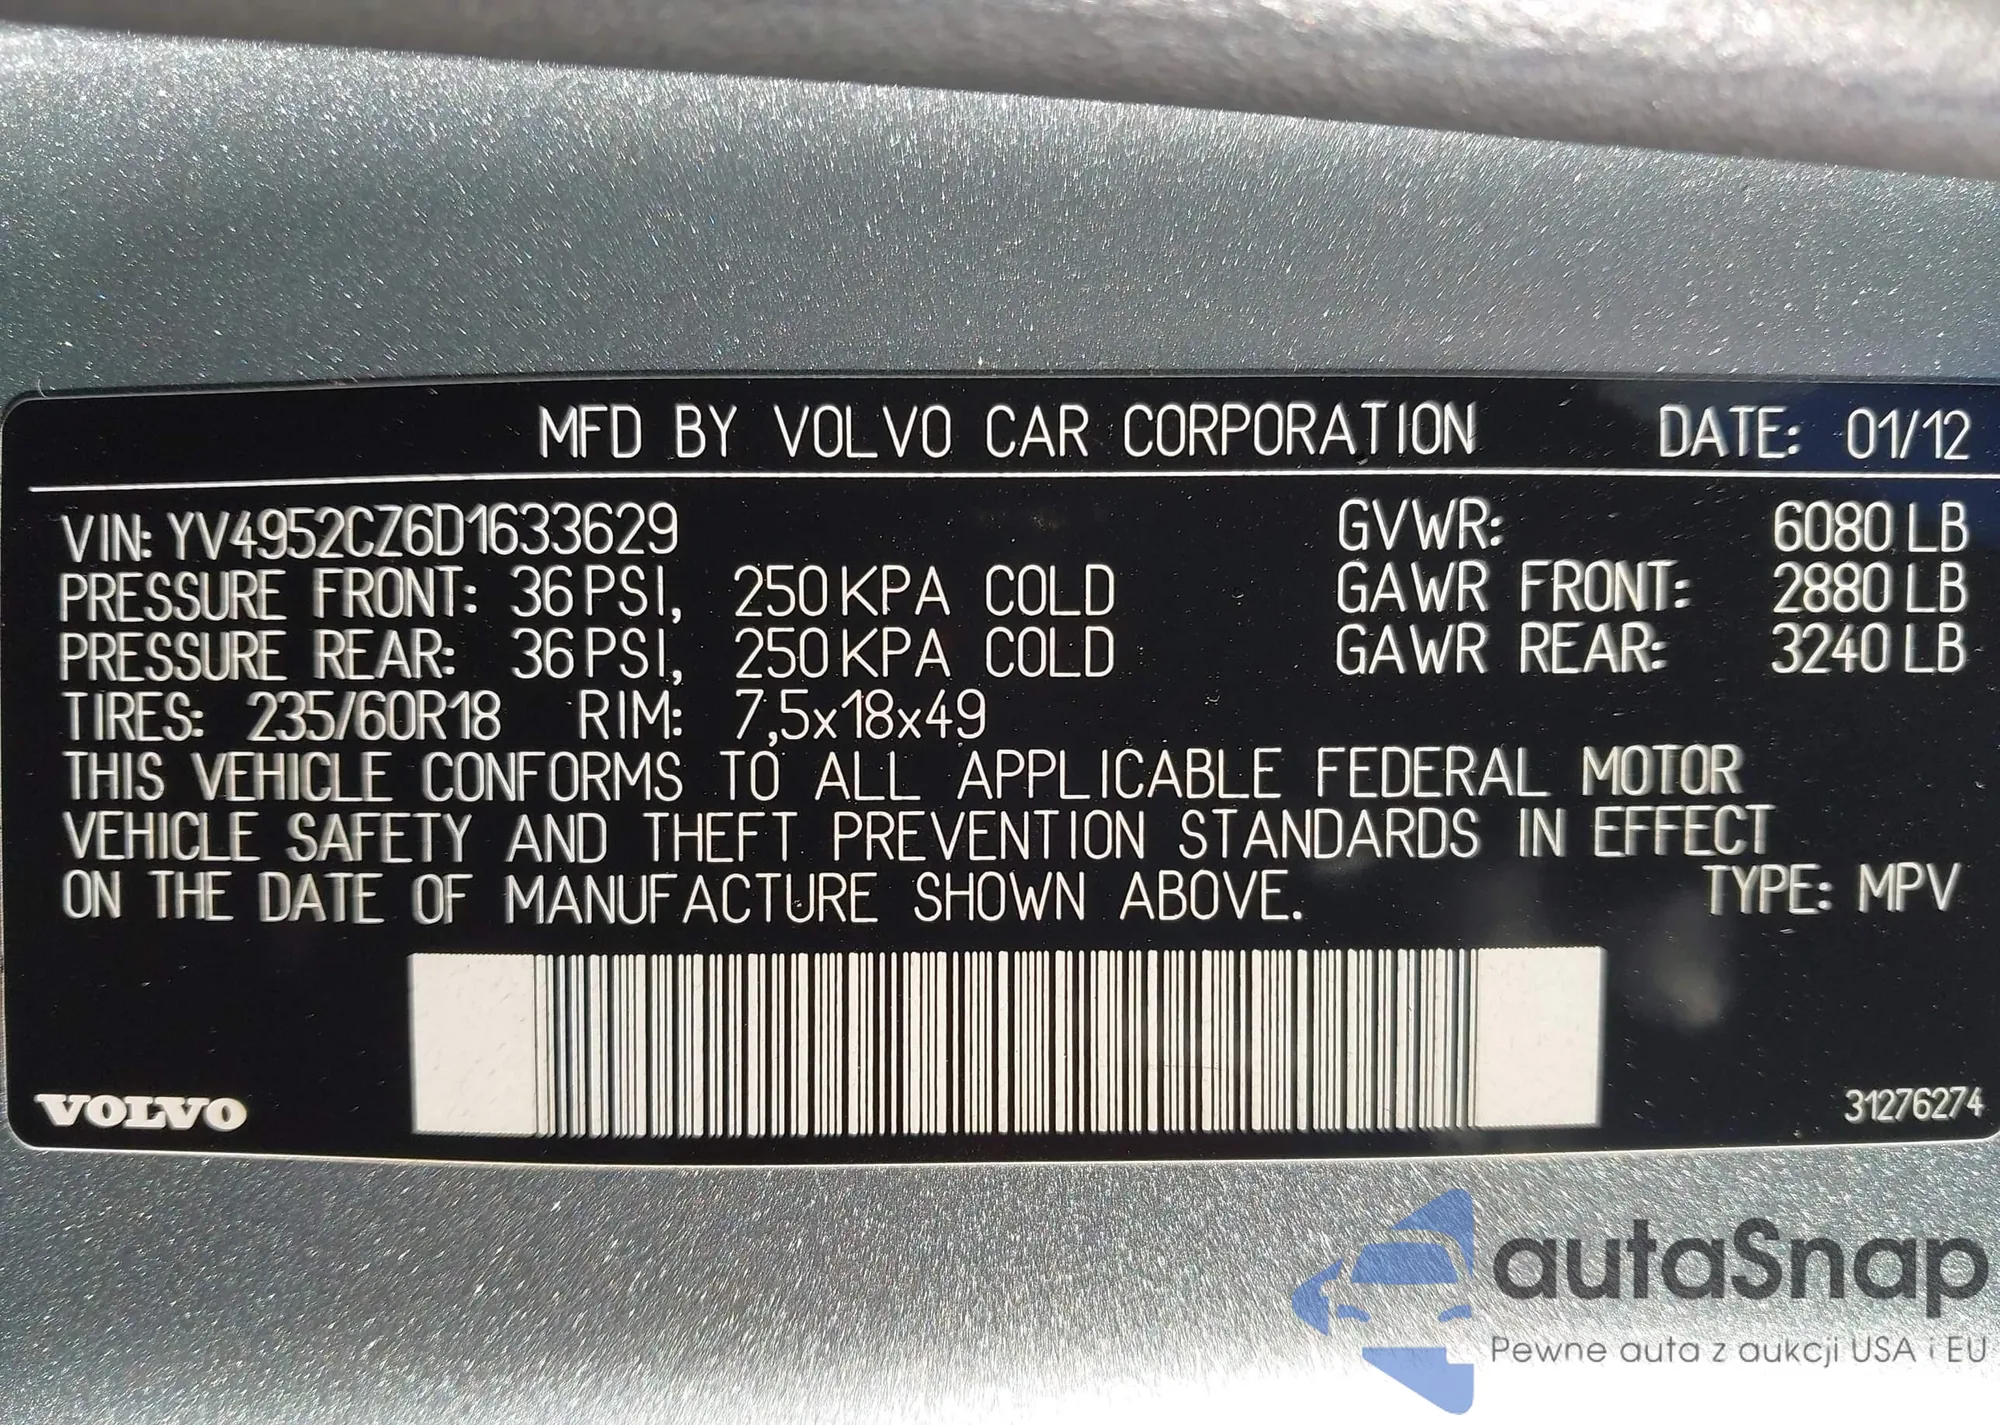 MFD BY VOLVO CAR CORPORATION DATE: 01/12
VIN: YV4952CZ6D1633629 GVWR: 6080 LB
PRESSURE FRONT: 36 PSI, 250 KPA COLD GAWR FRONT: 2880 LB
PRESSURE REAR: 36 PSI, 250 KPA COLD GAWR REAR: 3240 LB
TIRES: 235/60R18 RIM: 7,5x18x49
THIS VEHICLE CONFORMS TO ALL APPLICABLE FEDERAL MOTOR
VEHICLE SAFETY AND THEFT PREVENTION STANDARDS IN EFFECT
ON THE DATE OF MANUFACTURE SHOWN ABOVE. TYPE: MPV
VOLVO 31276274
autaSnap
Pewne auta z aukcji USA i EU